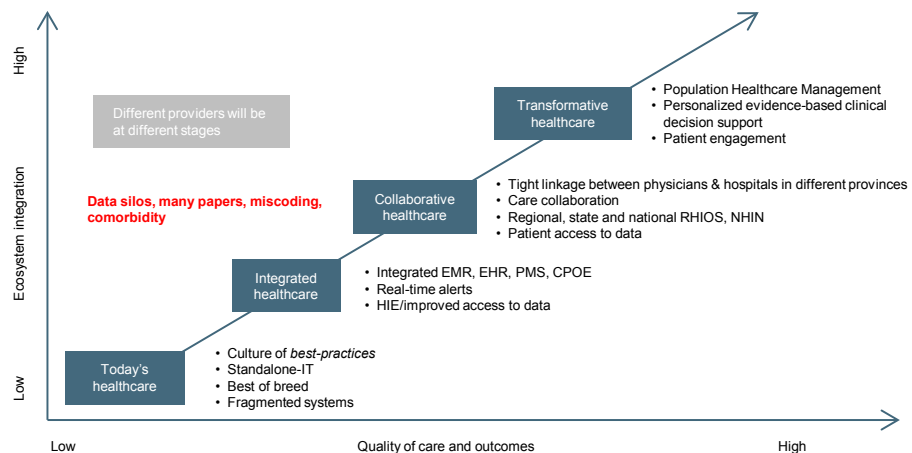 High
Ecosystem integration
Low
Different providers will be
at different stages
Data silos, many papers, miscoding,
comorbidity
Transformative
healthcare
• Population Healthcare Management
• Personalized evidence-based clinical
decision support
• Patient engagement
Collaborative
healthcare
• Tight linkage between physicians & hospitals in different provinces
• Care collaboration
• Regional, state and national RHIOS, NHIN
• Patient access to data
Integrated
healthcare
• Integrated EMR, EHR, PMS, CPOE
• Real-time alerts
• HIE/improved access to data
Today's
healthcare
• Culture of best-practices
• Standalone-IT
• Best of breed
• Fragmented systems
Low
Quality of care and outcomes
High